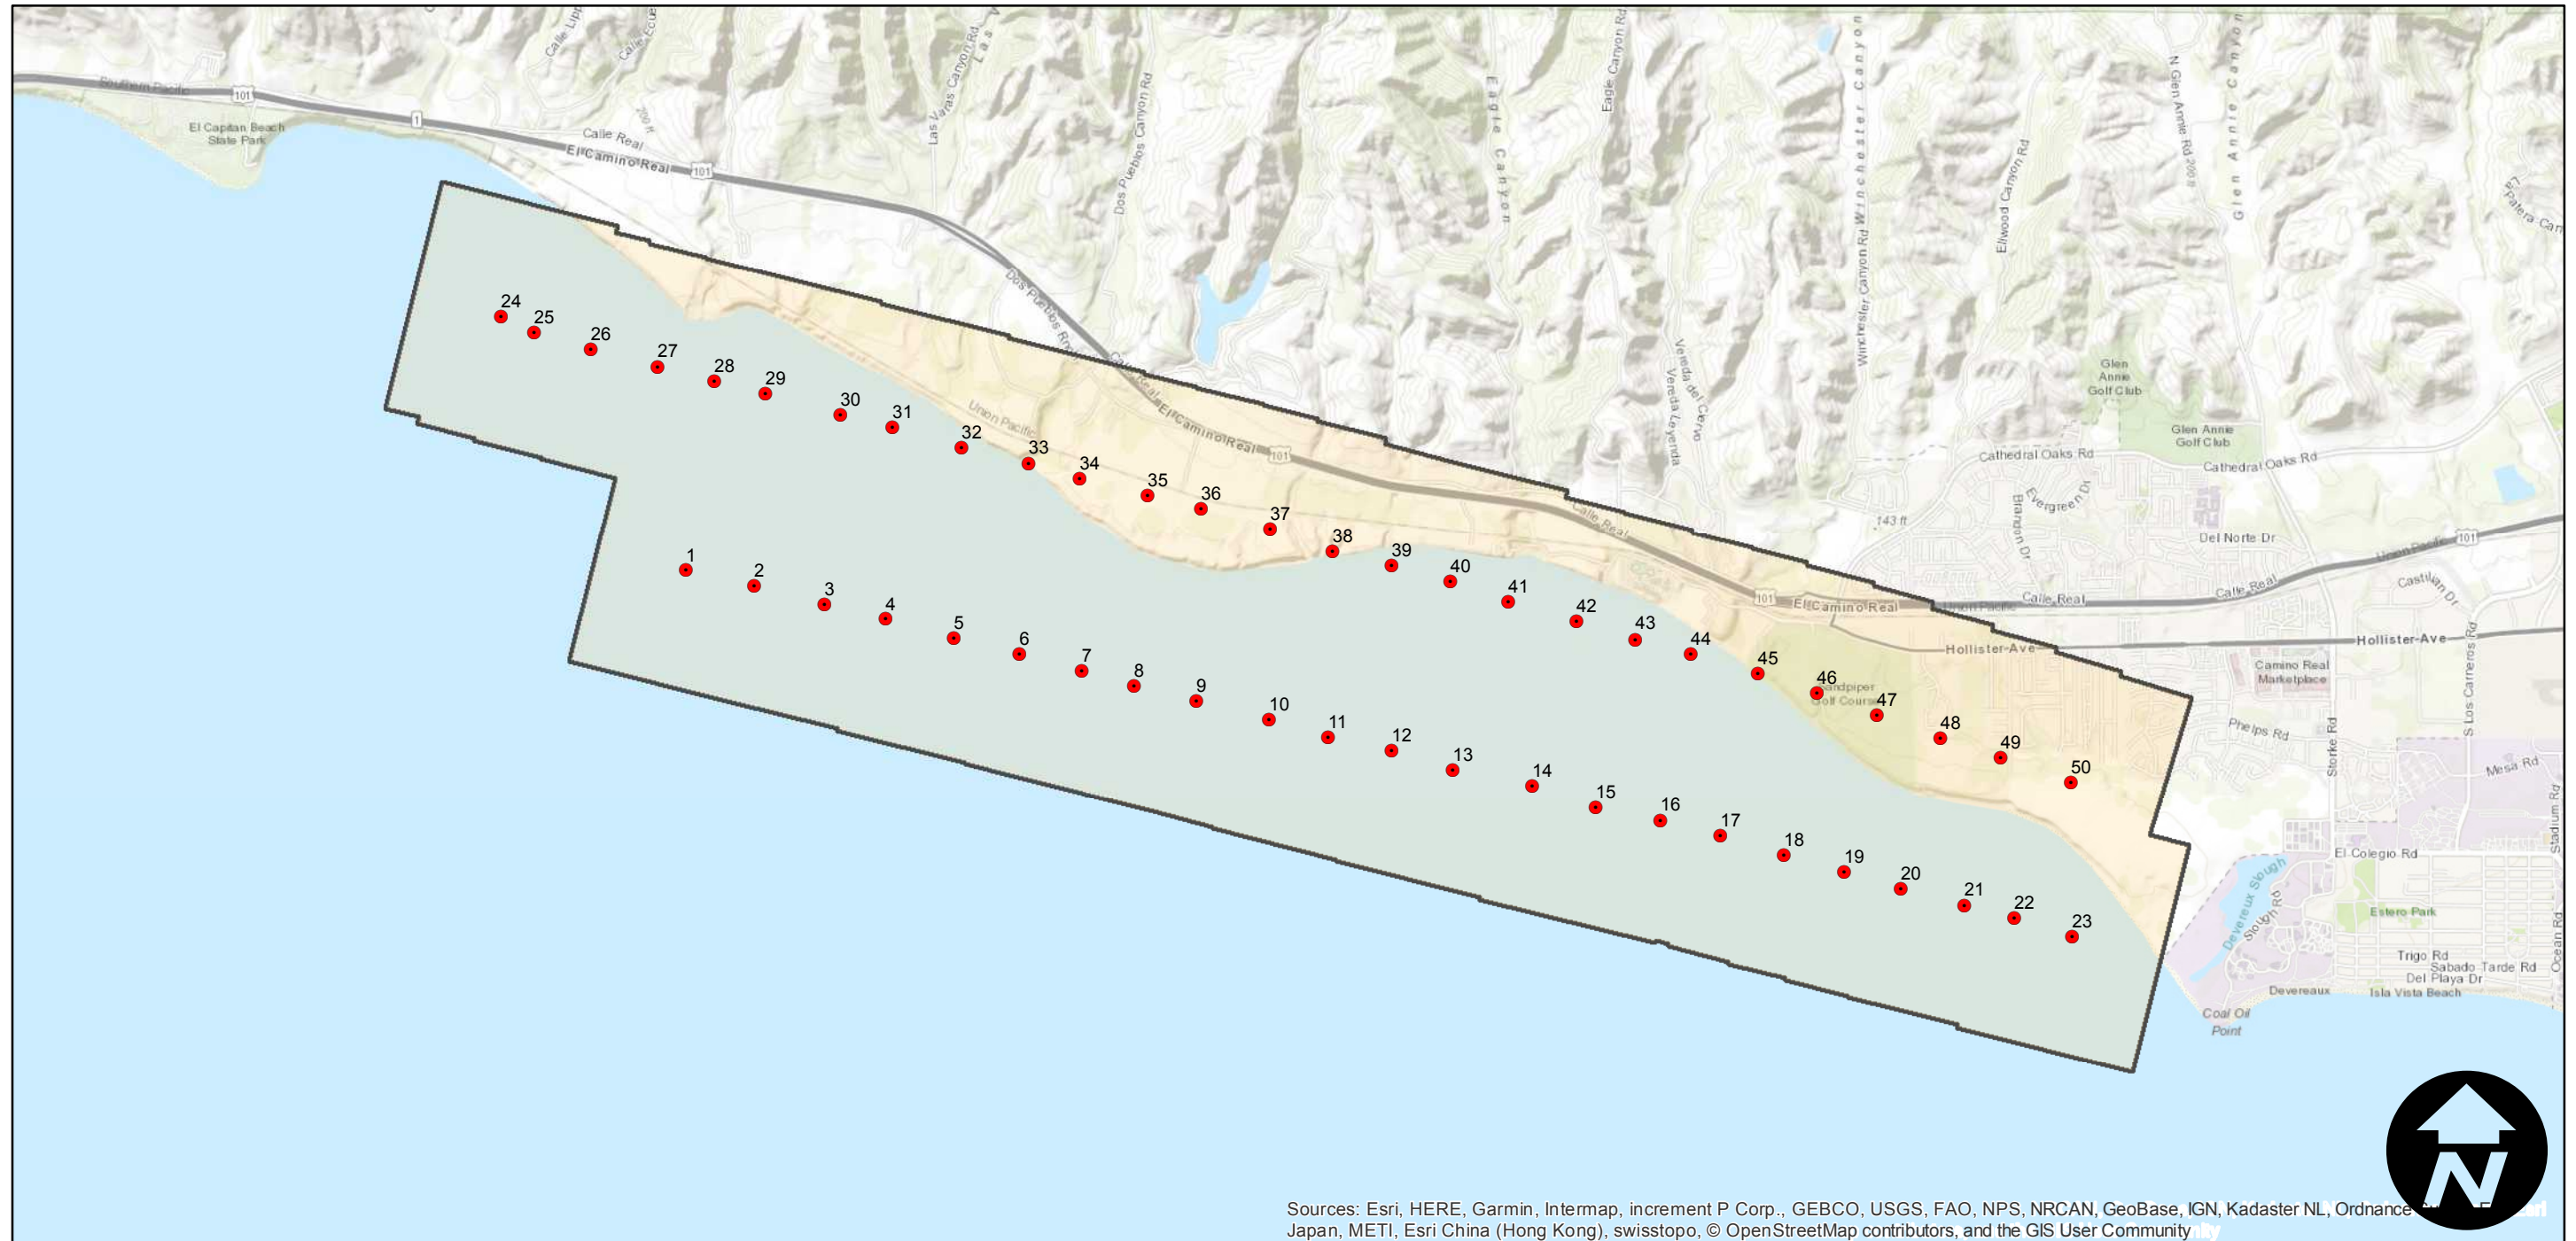 Southern Pacific
101
El Capitan Beach
State Park
1
Calle Real
El Camino Real
101
200 ft
Las Varas Canyon Rd
Dos Pueblos Canyon Rd
Eagle Canyon
Eagle Canyon Rd
Winchester Canyon
Winchester Canyon Rd
Ellwood Canyon Rd
N Glen Annie Rd
200 ft
Glen Annie Canyon
Vereda del Ciervo
Vereda Leyenda
Glen
Annie
Golf Club
Glen Annie
Golf Club
Cathedral Oaks Rd
Cathedral Oaks Rd
Evergreen Dr
Brandon Dr
143 ft
Del Norte Dr
Union Pacific
101
Castilian Dr
Calle Real
Calle Real
Union Pacific
Union Pacific
Calle Real
El Camino Real
101
Calle Real
101
El Camino Real
Hollister Ave
Hollister Ave
Camino Real
Marketplace
S Los Carneros Rd
Phelps Rd
Storke Rd
Mesa Rd
Stadium Rd
El Colegio Rd
Devereux Slough
Slough Rd
Estero Park
Trigo Rd
Sabado Tarde Rd
Del Playa Dr
Ocean Rd
Devereaux
Isla Vista Beach
Coal Oil
Point
Golf Course
24
25
26
27
28
29
30
31
32
33
34
35
36
37
38
39
40
41
42
43
44
45
46
47
48
49
50
1
2
3
4
5
6
7
8
9
10
11
12
13
14
15
16
17
18
19
20
21
22
23
N
Sources: Esri, HERE, Garmin, Intermap, increment P Corp., GEBCO, USGS, FAO, NPS, NRCAN, GeoBase, IGN, Kadaster NL, Ordnance
Japan, METI, Esri China (Hong Kong), swisstopo, © OpenStreetMap contributors, and the GIS User Community